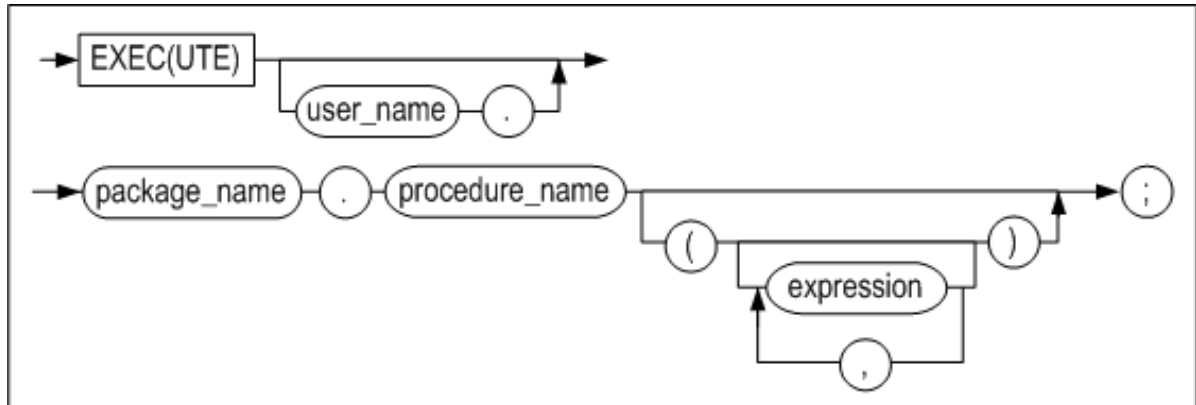 EXEC(UTE)
user_name .
package_name . procedure_name ;
( )
expression
,